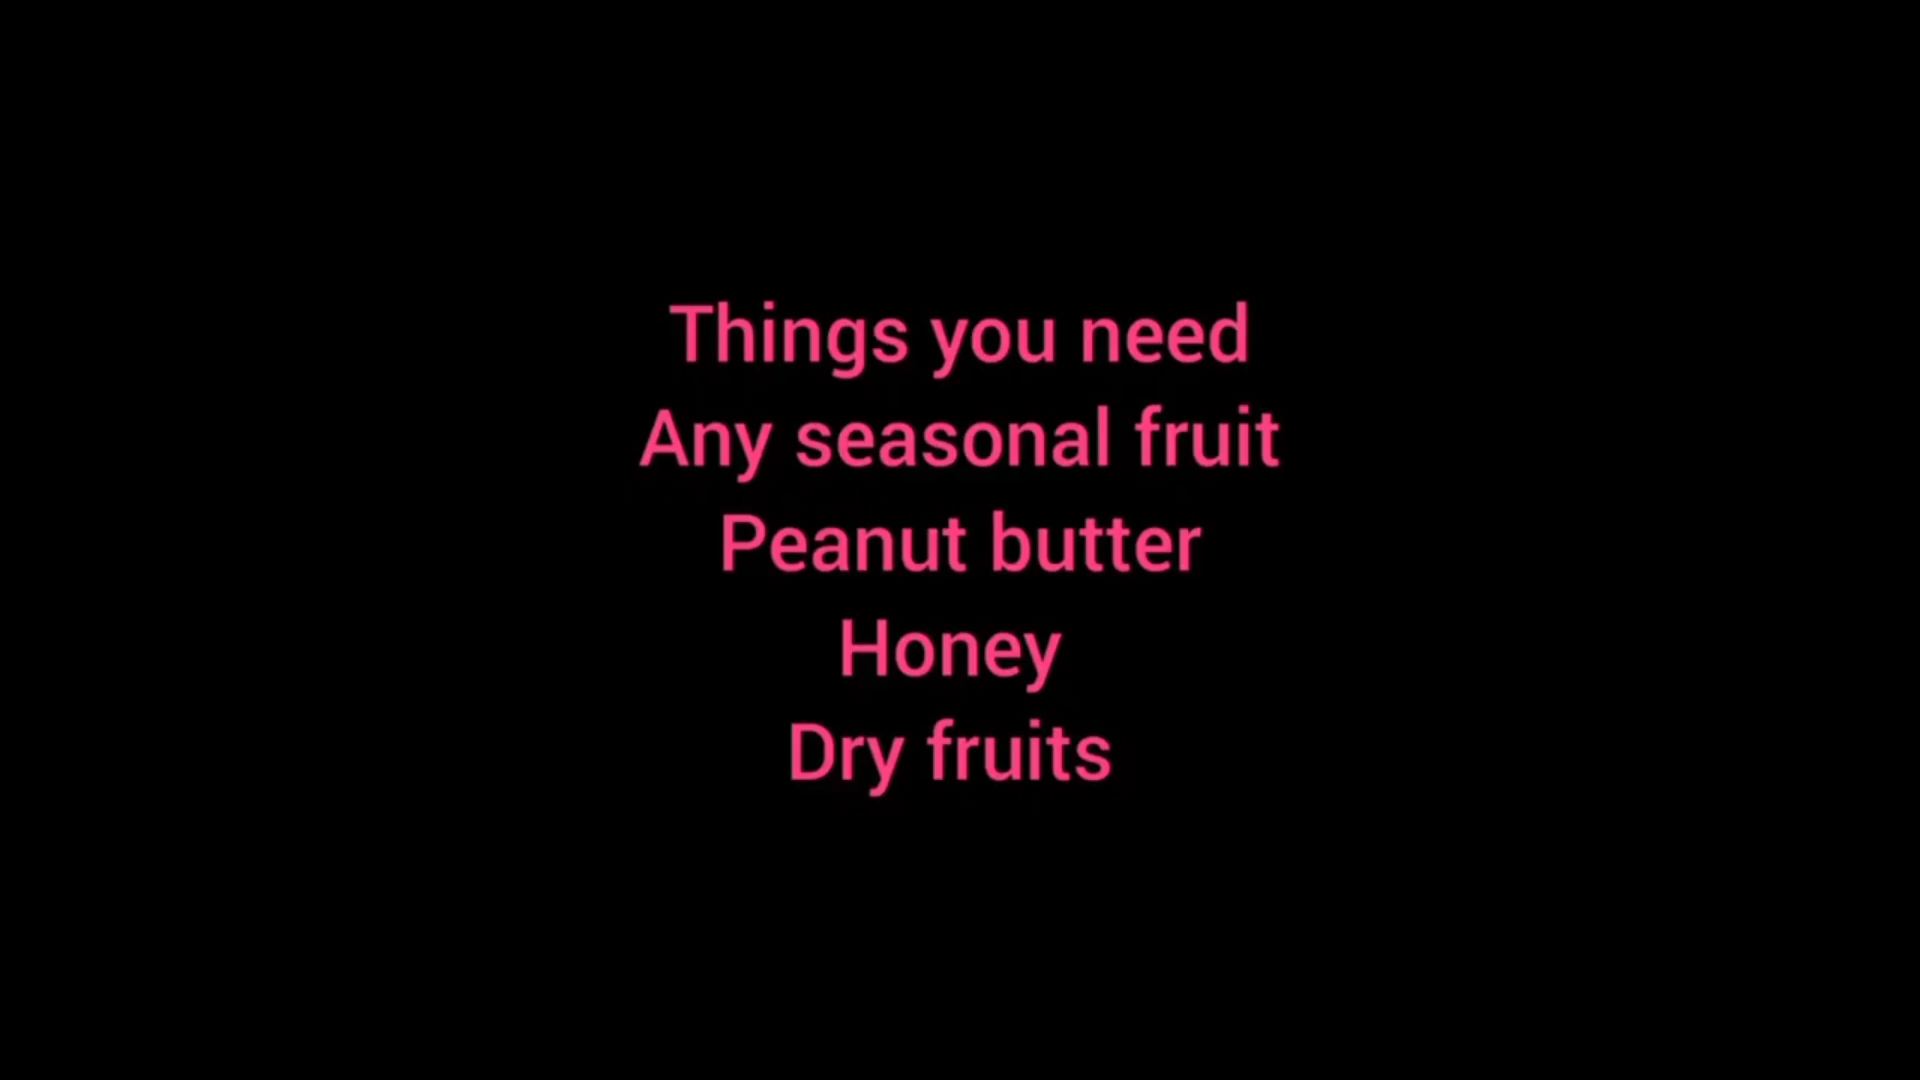 Things you need
Any seasonal fruit
Peanut butter
Honey
Dry fruits